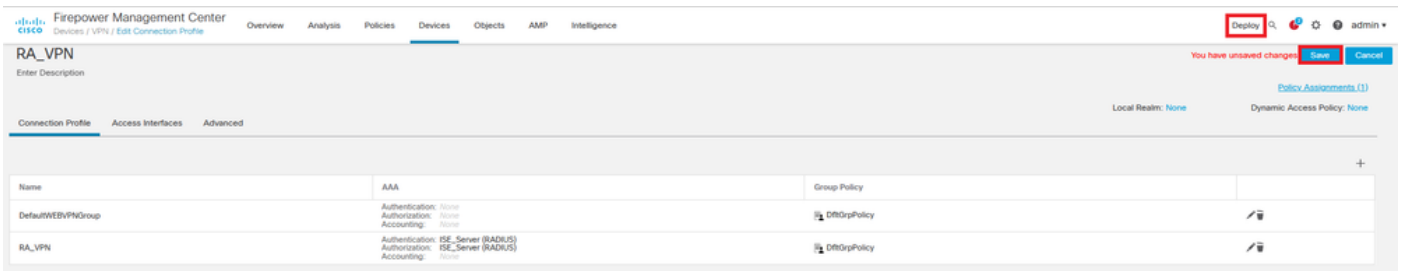 Firepower Management Center
CISCO Devices / VPN / Edit Connection Profile
Overview Analysis Policies Devices Objects AMP Intelligence
Deploy admin
RA_VPN
You have unsaved changes Save Cancel
Enter Description
Policy Assignments (1)
Local Realm: None Dynamic Access Policy: None
Connection Profile Access Interfaces Advanced
+
Name AAA Group Policy
DefaultWEBVPNGroup
Authentication: None
Authorization: None
Accounting: None
DfltGrpPolicy
RA_VPN
Authentication: ISE_Server (RADIUS)
Authorization: ISE_Server (RADIUS)
Accounting: None
DfltGrpPolicy